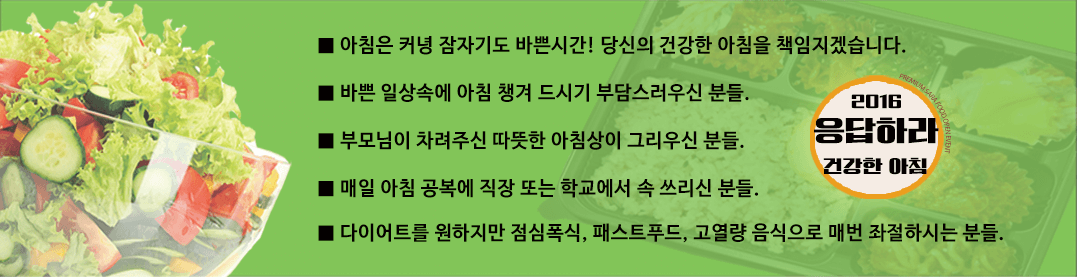 ■ 아침은 커녕 잠자기도 바쁜시간! 당신의 건강한 아침을 책임지겠습니다.
■ 바쁜 일상속에 아침 챙겨 드시기 부담스러우신 분들.
■ 부모님이 차려주신 따뜻한 아침상이 그리우신 분들.
■ 매일 아침 공복에 직장 또는 학교에서 속 쓰리신 분들.
■ 다이어트를 원하지만 점심폭식, 패스트푸드, 고열량 음식으로 매번 좌절하시는 분들.
2016
응답하라
건강한 아침
EVENT